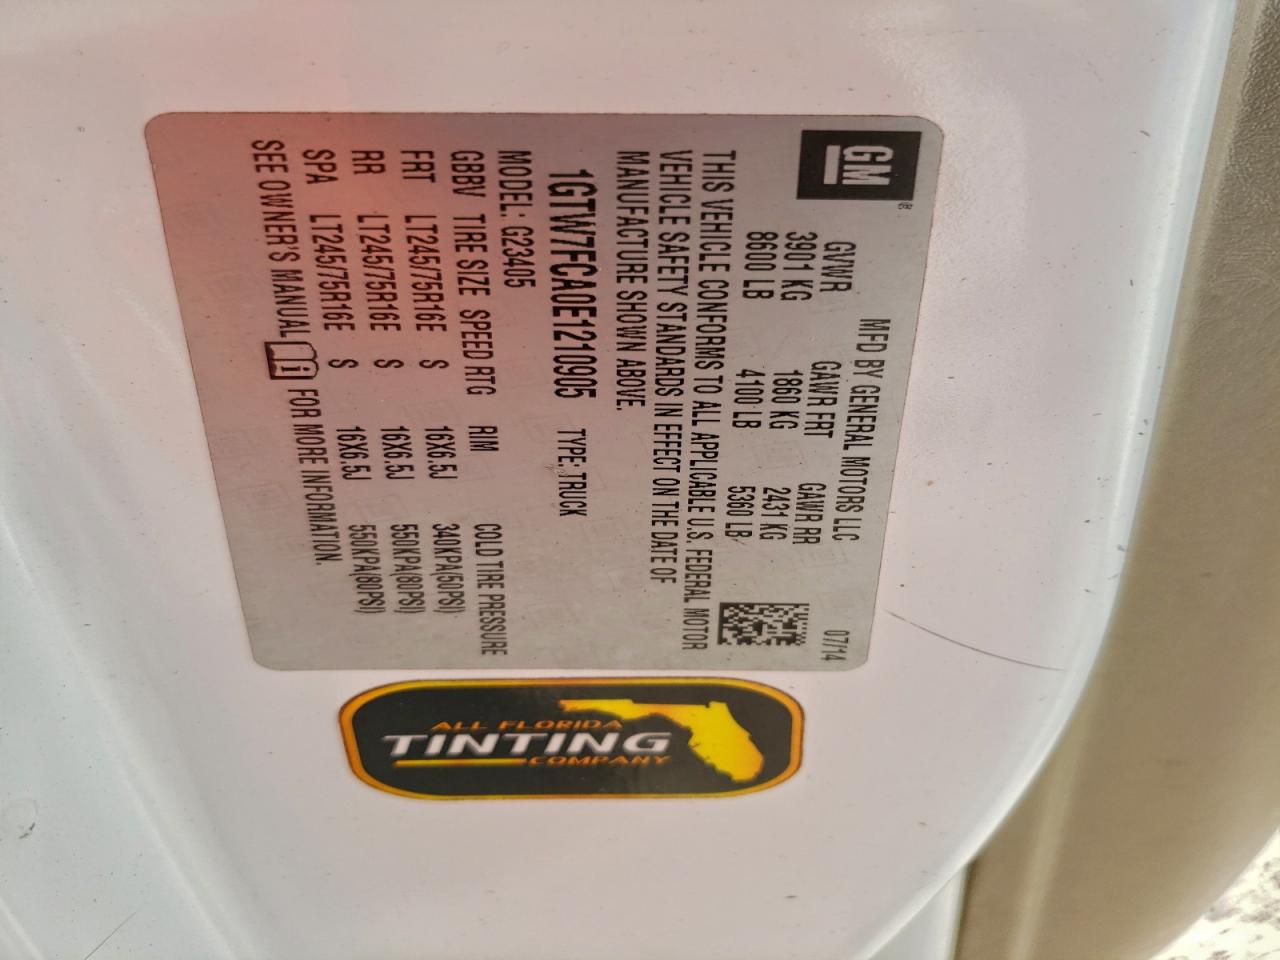 GM
®
MFD BY GENERAL MOTORS LLC 07/14
GVWR GAWR FRT GAWR RR
3901 KG 1860 KG 2431 KG
8600 LB 4100 LB 5360 LB
THIS VEHICLE CONFORMS TO ALL APPLICABLE U.S. FEDERAL MOTOR
VEHICLE SAFETY STANDARDS IN EFFECT ON THE DATE OF
MANUFACTURE SHOWN ABOVE.
1GTW7FCA0E1210905 TYPE: TRUCK
MODEL: G23405
GBBV TIRE SIZE SPEED RTG RIM COLD TIRE PRESSURE
FRT LT245/75R16E S 16X6.5J 340KPA(50PSI)
RR LT245/75R16E S 16X6.5J 550KPA(80PSI)
SPA LT245/75R16E S 16X6.5J 550KPA(80PSI)
SEE OWNER'S MANUAL FOR MORE INFORMATION.
ALL FLORIDA
TINTING
COMPANY